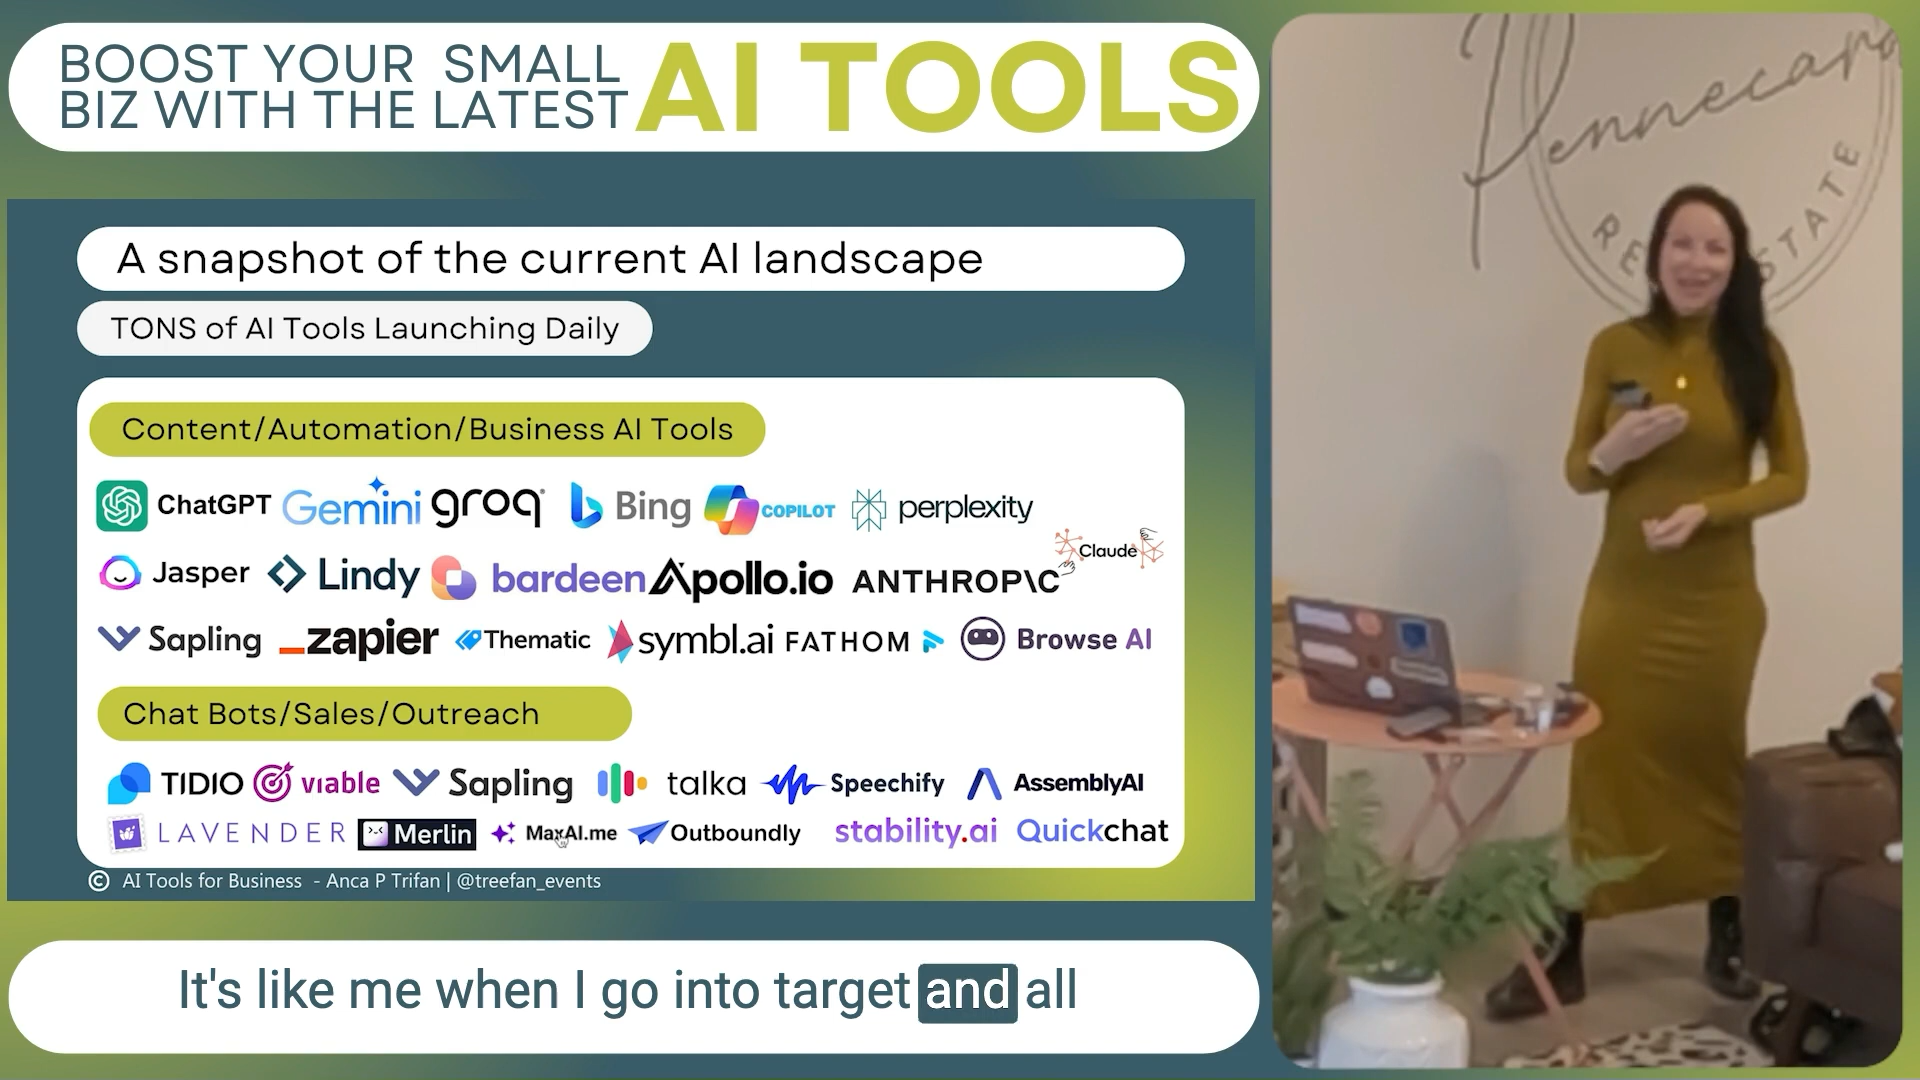 BOOST YOUR SMALL
BIZ WITH THE LATEST
AI TOOLS
A snapshot of the current AI landscape
TONS of AI Tools Launching Daily
Content/Automation/Business AI Tools
ChatGPT Gemini groq Bing COPILOT perplexity
Jasper Lindy bardeen Apollo.io ANTHROP\C Claude
Sapling _zapier Thematic symbl.ai FATHOM Browse AI
Chat Bots/Sales/Outreach
TIDIO viable Sapling talka Speechify AssemblyAI
LAVENDER Merlin MaxAI.me Outboundly stability.ai Quickchat
© AI Tools for Business - Anca P Trifan | @treefan_events
It's like me when I go into target and all